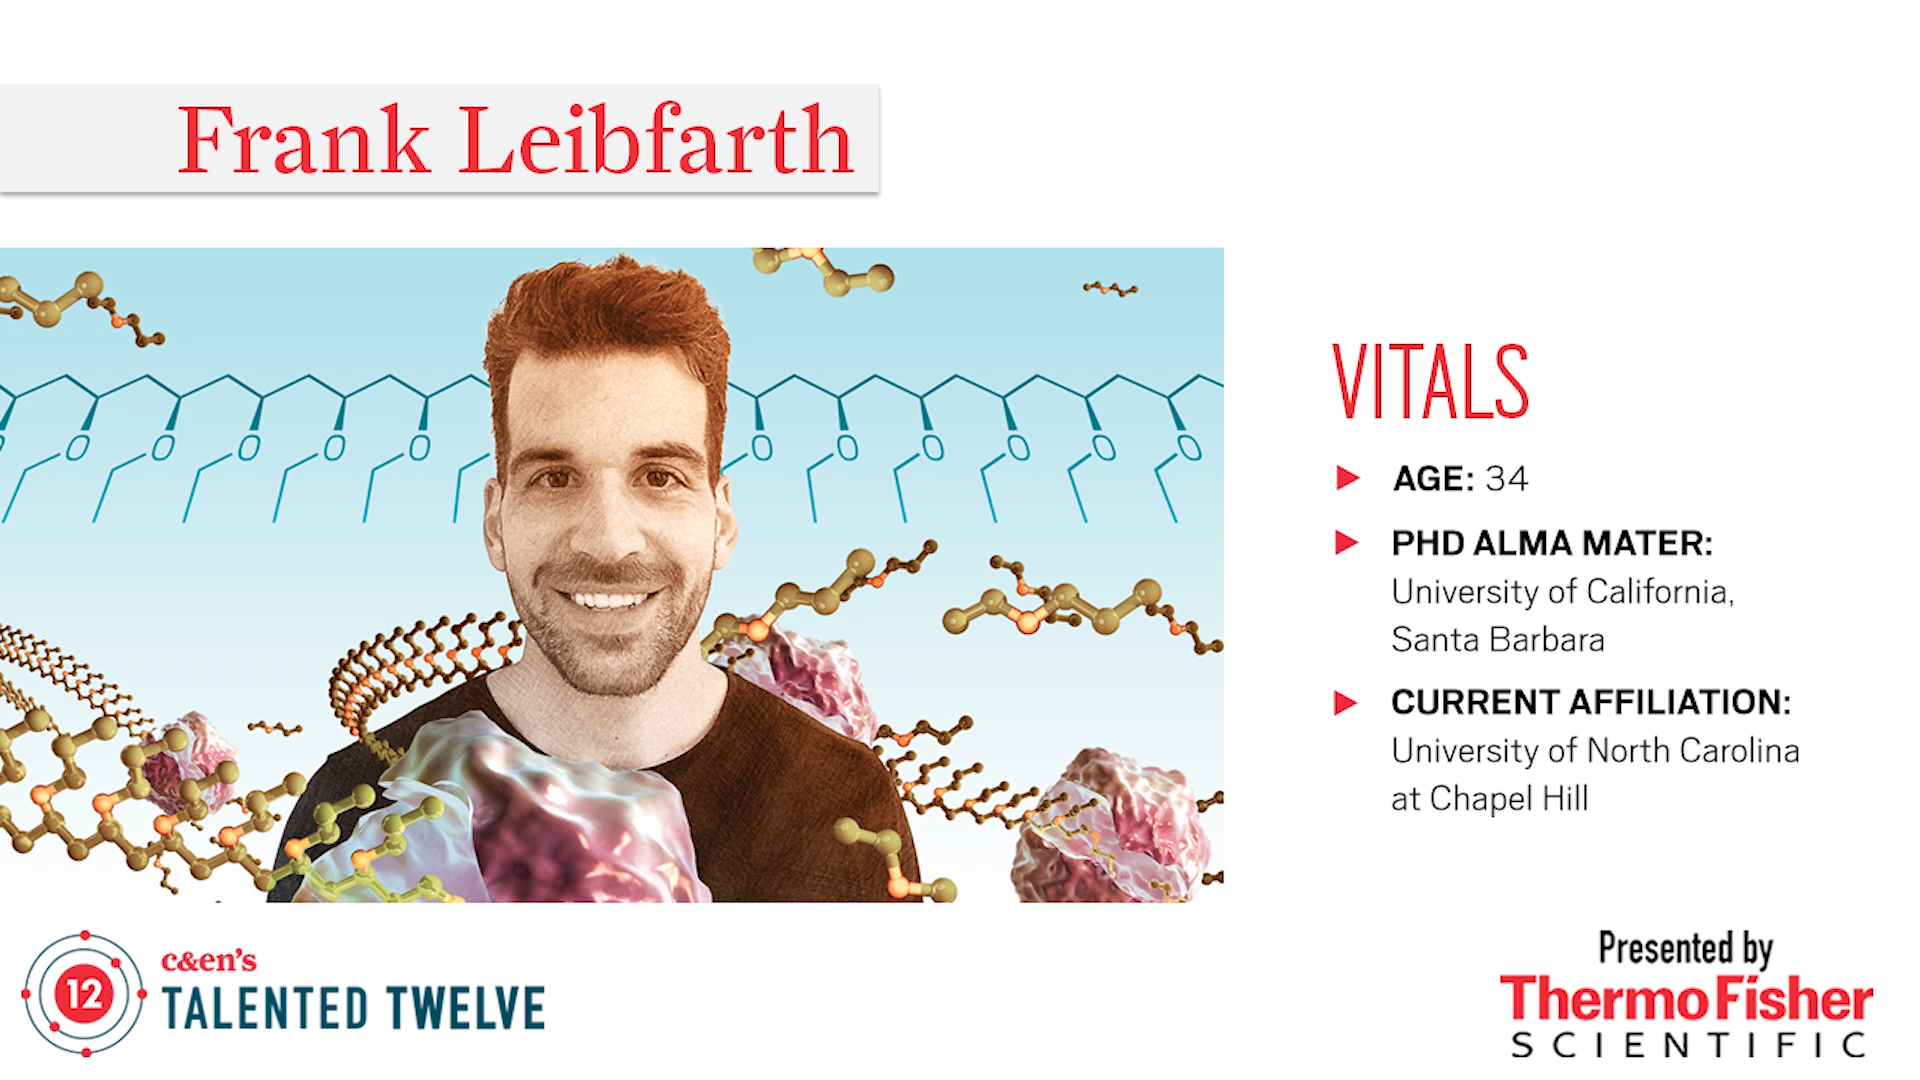 Frank Leibfarth
O O O O O O O O O O O
VITALS
AGE: 34
PHD ALMA MATER:
University of California,
Santa Barbara
CURRENT AFFILIATION:
University of North Carolina
at Chapel Hill
12
c&en's
TALENTED TWELVE
Presented by
ThermoFisher
SCIENTIFIC